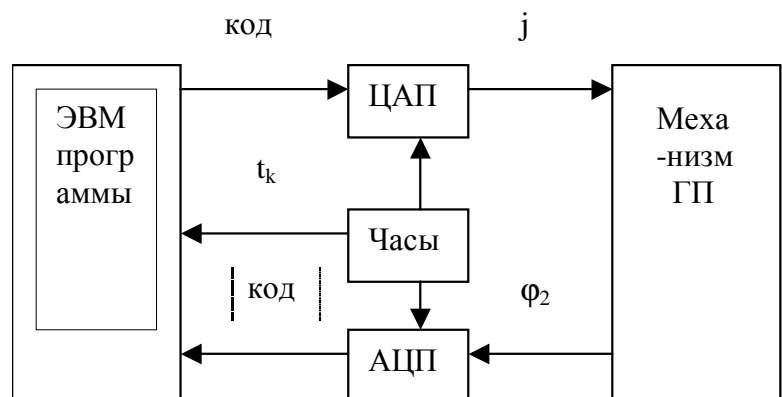 код
j
ЭВМ
прогр
аммы
ЦАП
Меха
-низм
ГП
t_k
Часы
код
φ₂
АЦП